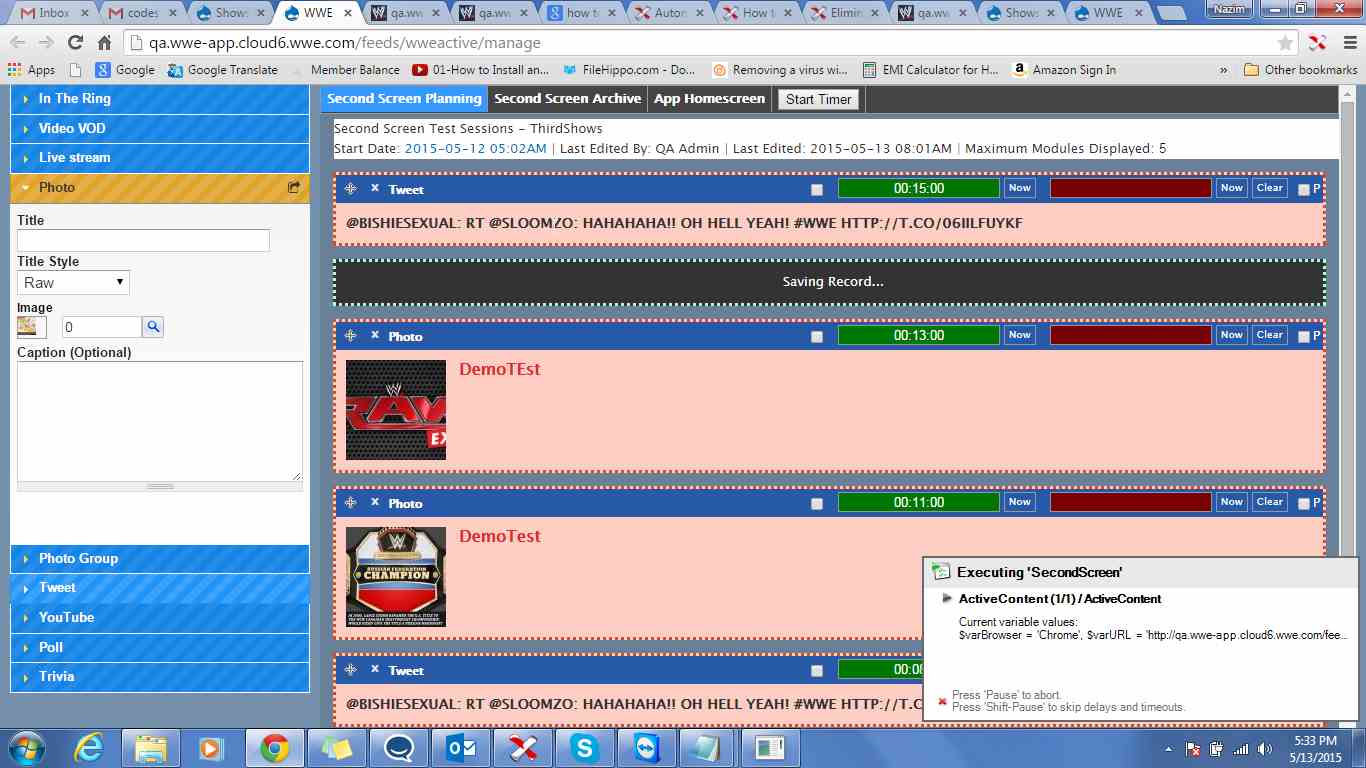 Inbox
codes
Shows
WWE
qa.ww
qa.ww
how to
Autor
How to
Elimin
qa.ww
Shows
WWE
Nazim
qa.wwe-app.cloud6.wwe.com/feeds/wweactive/manage
Apps
Google
Google Translate
Member Balance
01-How to Install an...
FileHippo.com - Do...
Removing a virus wi...
EMI Calculator for H...
Amazon Sign In
»
Other bookmarks
In The Ring
Video VOD
Live stream
Photo
Title
Title Style
Raw
Image
0
Caption (Optional)
Photo Group
Tweet
YouTube
Poll
Trivia
Second Screen Planning
Second Screen Archive
App Homescreen
Start Timer
Second Screen Test Sessions - ThirdShows
Start Date: 2015-05-12 05:02AM | Last Edited By: QA Admin | Last Edited: 2015-05-13 08:01AM | Maximum Modules Displayed: 5
x Tweet 00:15:00 Now Now Clear P
@BISHIESEXUAL: RT @SLOOMZO: HAHAHAHA!! OH HELL YEAH! #WWE HTTP://T.CO/06IILFUYKF
Saving Record...
x Photo 00:13:00 Now Now Clear P
RAW
EX
DemoTEst
x Photo 00:11:00 Now Now Clear P
RUSSIAN FEDERATION
CHAMPION
DemoTest
x Tweet 00:08
@BISHIESEXUAL: RT @SLOOMZO: HAHAHAHA!! OH HELL YEAH! #WWE HTTP://T.C
Executing 'SecondScreen'
ActiveContent (1/1) / ActiveContent
Current variable values:
$varBrowser = 'Chrome', $varURL = 'http://qa.wwe-app.cloud6.wwe.com/fee...
Press 'Pause' to abort.
Press 'Shift-Pause' to skip delays and timeouts.
5:33 PM
5/13/2015